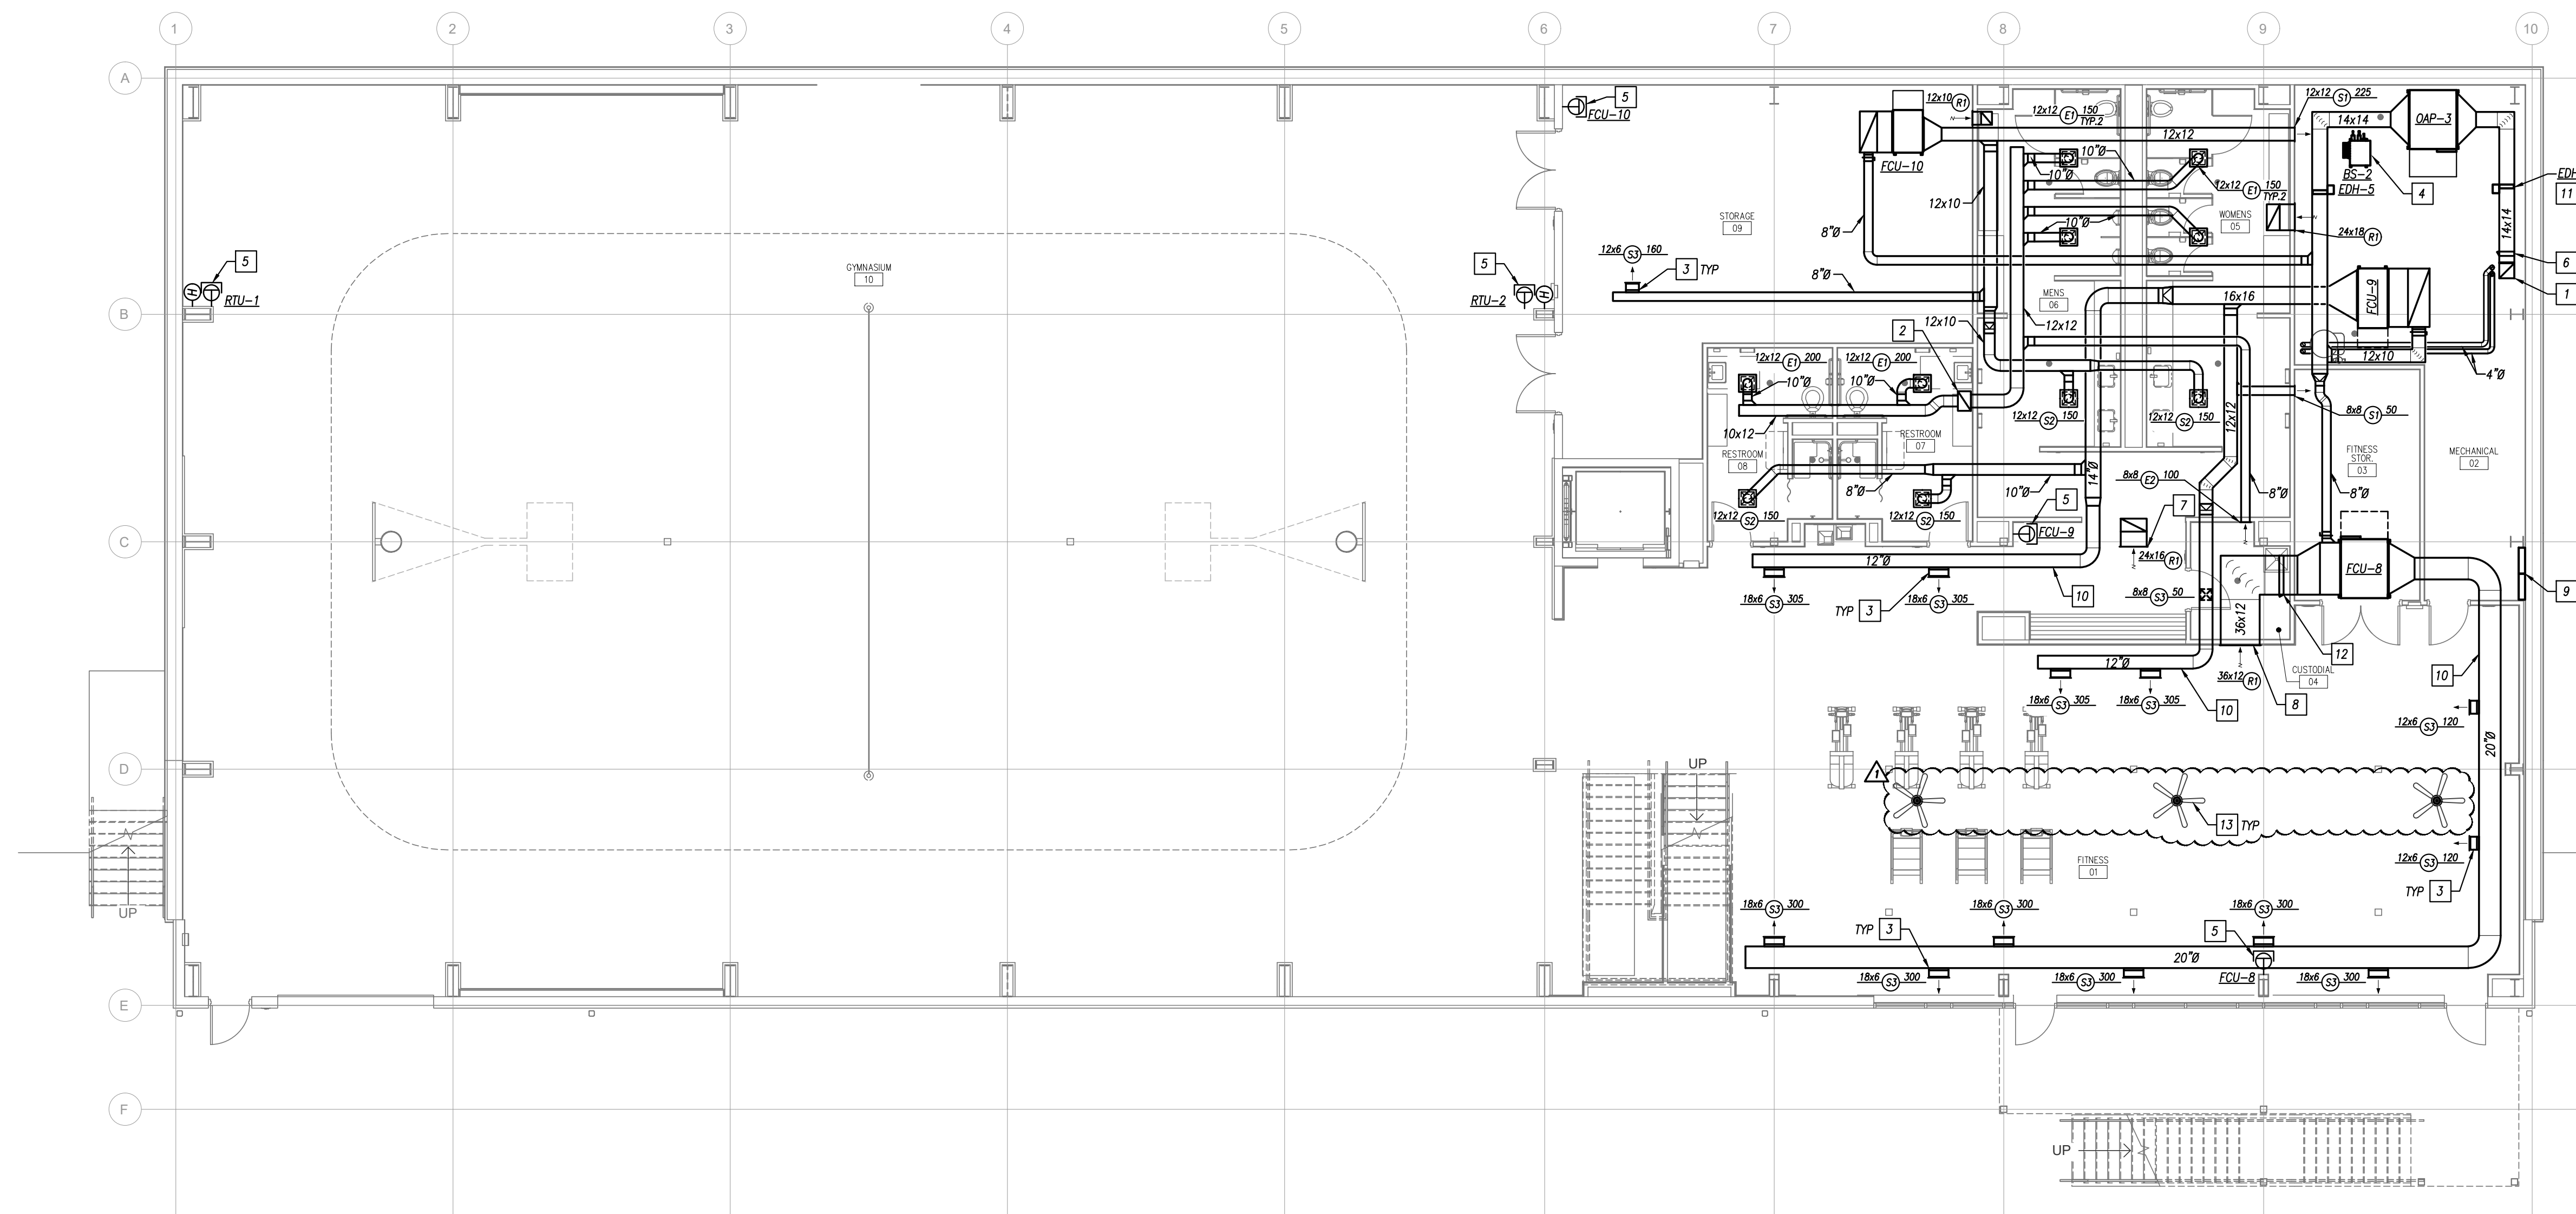 1 2 3 4 5 6 7 8 9 10
A
5
FCU-10
12x10 R1
12x12 E1 150
TYP.2
12x12 S1 225
12x12
14x14
OAP-3
FCU-10
10"Ø
10"Ø
BS-2
EDH-5
4
EDH
11
12x12 E1 150
TYP.2
12x10
STORAGE
09
WOMENS
05
14x14
8"Ø
10"Ø
24x18 R1
12x6 S3 160
3 TYP
5
RTU-1
GYMNASIUM
10
5
RTU-2
8"Ø
6
FCU-9
1
MENS
06
16x16
B
12x10
12x12
2
12x12 E1 200
12x12 E1 200
12x10
4"Ø
10"Ø
10"Ø
12x12 S2 150
12x12 S2 150
12x12
8x8 S1 50
10x12
RESTROOM
07
RESTROOM
08
FITNESS
STOR.
03
MECHANICAL
02
14"Ø
8x8 E2 100
8"Ø
10"Ø
8"Ø
8"Ø
5
7
12x12 S2 150
12x12 S2 150
FCU-9
C
24x16 R1
12"Ø
FCU-8
18x6 S3 305
TYP 3
18x6 S3 305
10
8x8 S3 50
9
36x12
12
12"Ø
CUSTODIAL
04
36x12 R1
10
18x6 S3 305
18x6 S3 305
10
8
12x6 S3 120
20"Ø
D
UP
1
13 TYP
12x6 S3 120
FITNESS
01
TYP 3
UP
18x6 S3 300
18x6 S3 300
18x6 S3 300
TYP 3
5
20"Ø
18x6 S3 300
18x6 S3 300
FCU-8
18x6 S3 300
E
F
UP
H
H